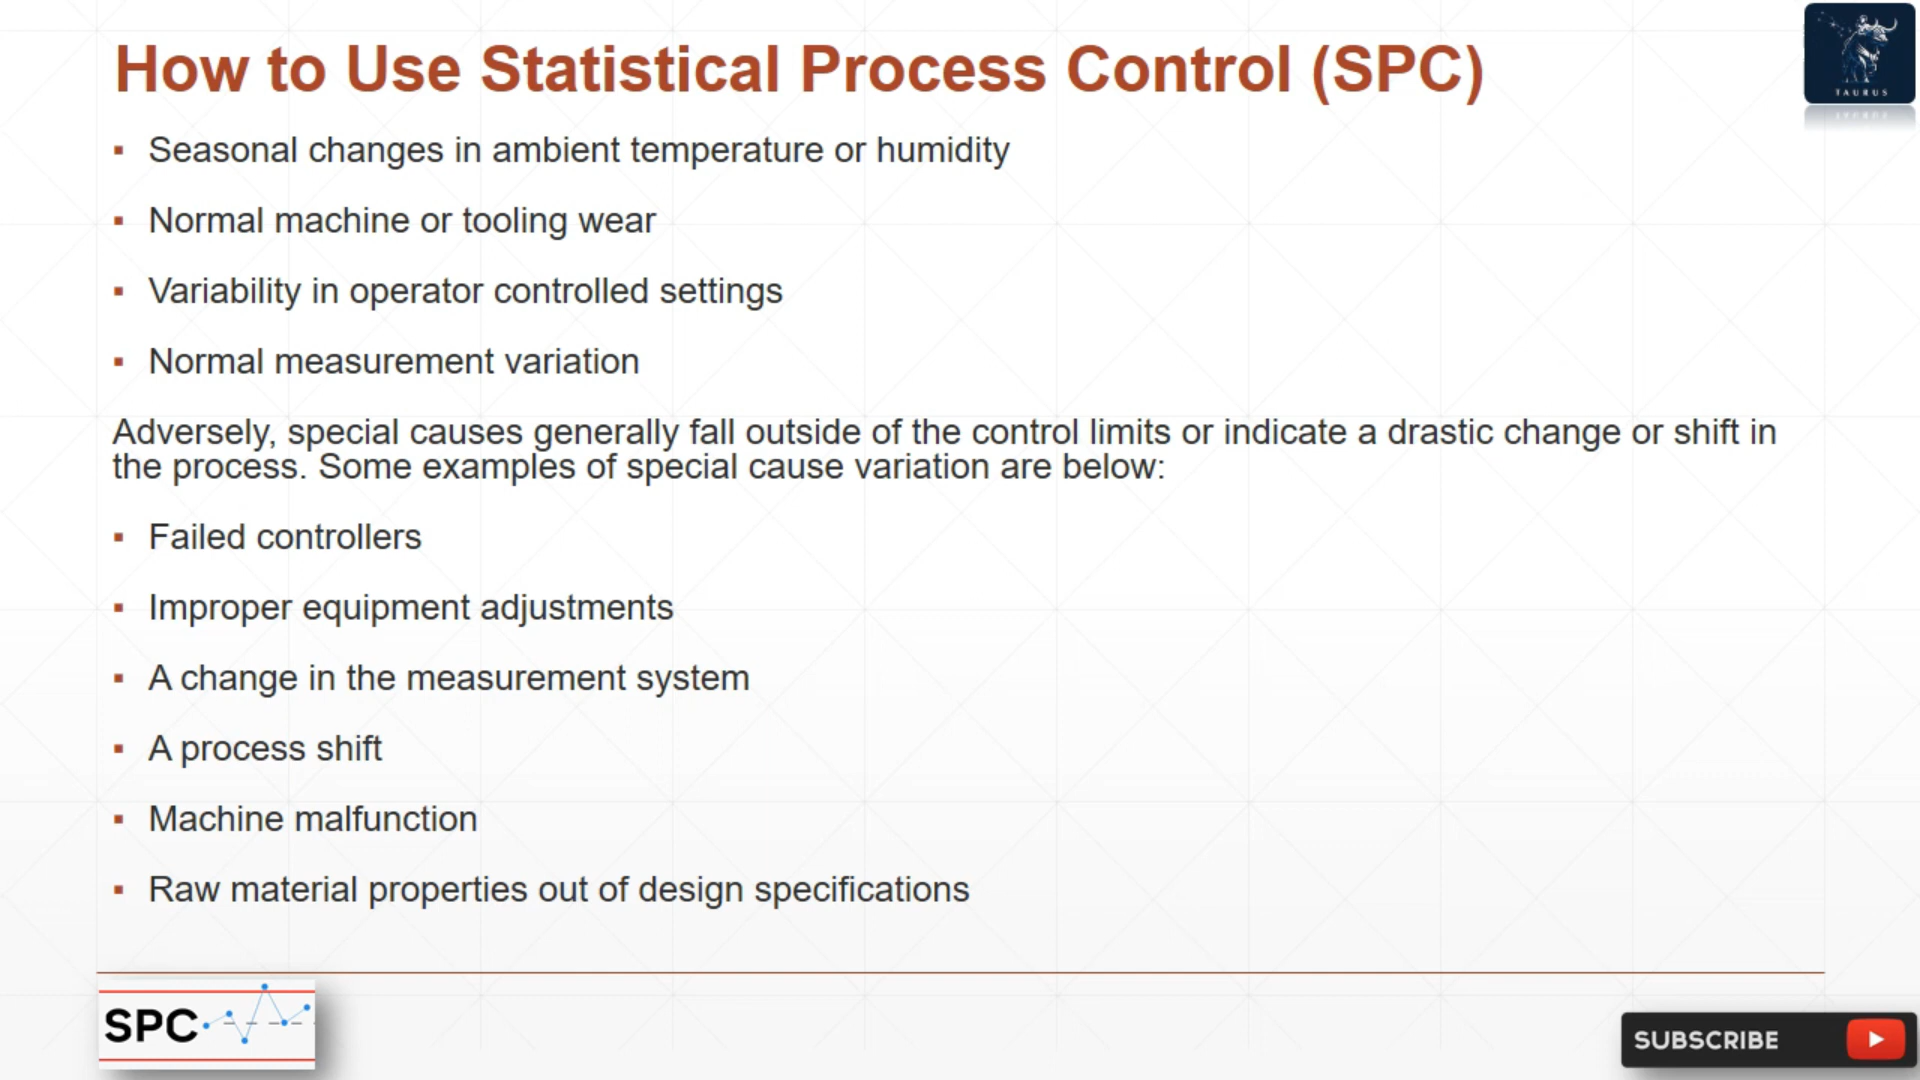 How to Use Statistical Process Control (SPC)
TAURUS
▪ Seasonal changes in ambient temperature or humidity
▪ Normal machine or tooling wear
▪ Variability in operator controlled settings
▪ Normal measurement variation
Adversely, special causes generally fall outside of the control limits or indicate a drastic change or shift in
the process. Some examples of special cause variation are below:
▪ Failed controllers
▪ Improper equipment adjustments
▪ A change in the measurement system
▪ A process shift
▪ Machine malfunction
▪ Raw material properties out of design specifications
SPC
SUBSCRIBE